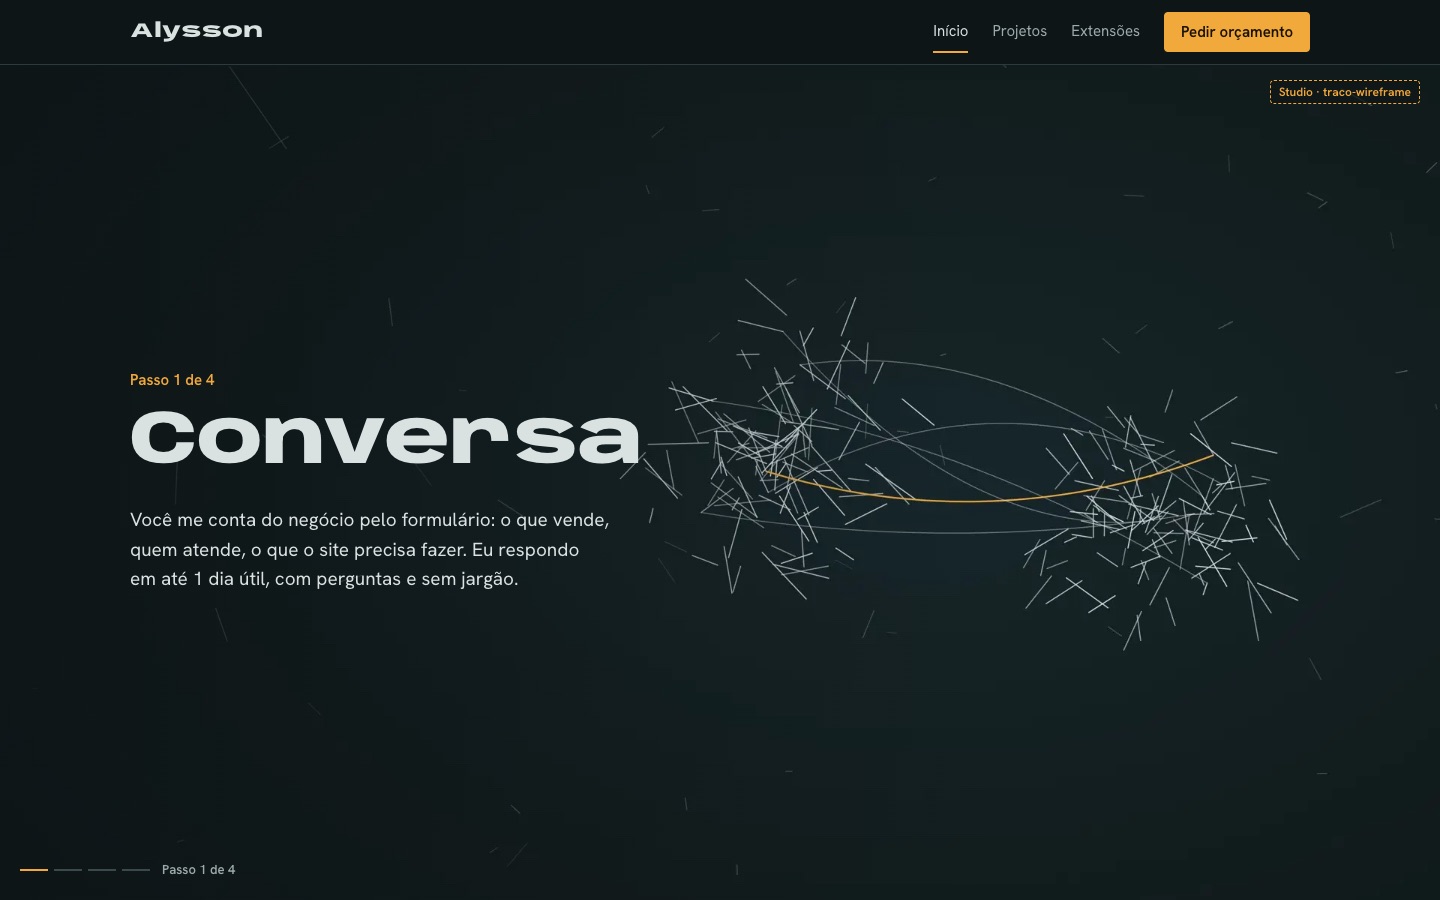 Alysson
Início
Projetos
Extensões
Pedir orçamento
Studio · traco-wireframe
Passo 1 de 4
Conversa
Você me conta do negócio pelo formulário: o que vende,
quem atende, o que o site precisa fazer. Eu respondo
em até 1 dia útil, com perguntas e sem jargão.
Passo 1 de 4